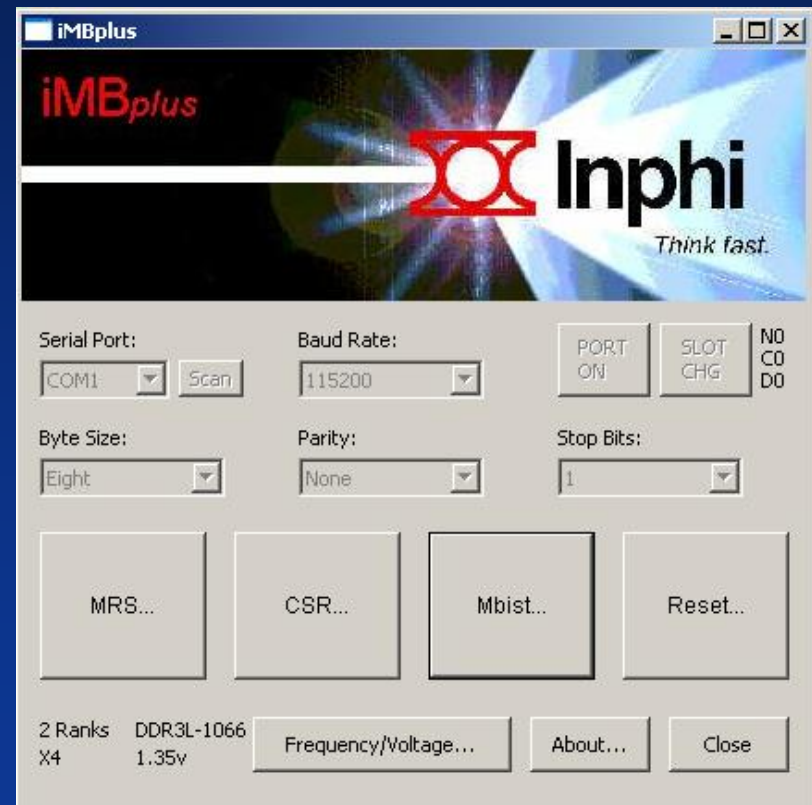 iMBplus
iMBplus
Inphi
Think fast.
Serial Port:
Baud Rate:
COM1
Scan
115200
PORT ON
SLOT CHG
N0
C0
D0
Byte Size:
Parity:
Stop Bits:
Eight
None
1
MRS...
CSR...
Mbist...
Reset...
2 Ranks
DDR3L-1066
X4
1.35v
Frequency/Voltage...
About...
Close